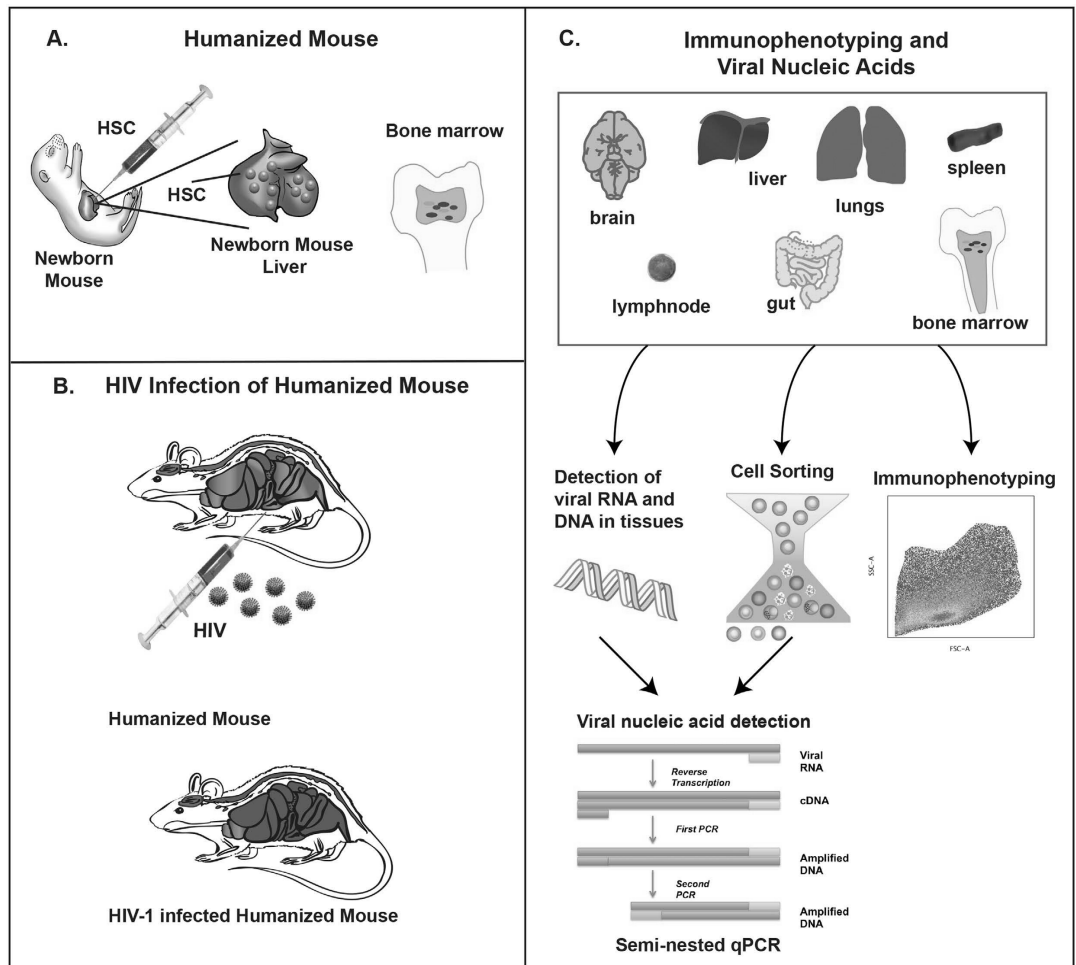 A.
Humanized Mouse
HSC
HSC
Bone marrow
Newborn
Mouse
Newborn Mouse
Liver
B.
HIV Infection of Humanized Mouse
HIV
Humanized Mouse
HIV-1 infected Humanized Mouse
C.
Immunophenotyping and
Viral Nucleic Acids
brain
liver
lungs
spleen
lymphnode
gut
bone marrow
Detection of
viral RNA and
DNA in tissues
Cell Sorting
Immunophenotyping
SSC-A
FSC-A
Viral nucleic acid detection
Viral
RNA
Reverse
Transcription
cDNA
First PCR
Amplified
DNA
Second
PCR
Amplified
DNA
Semi-nested qPCR